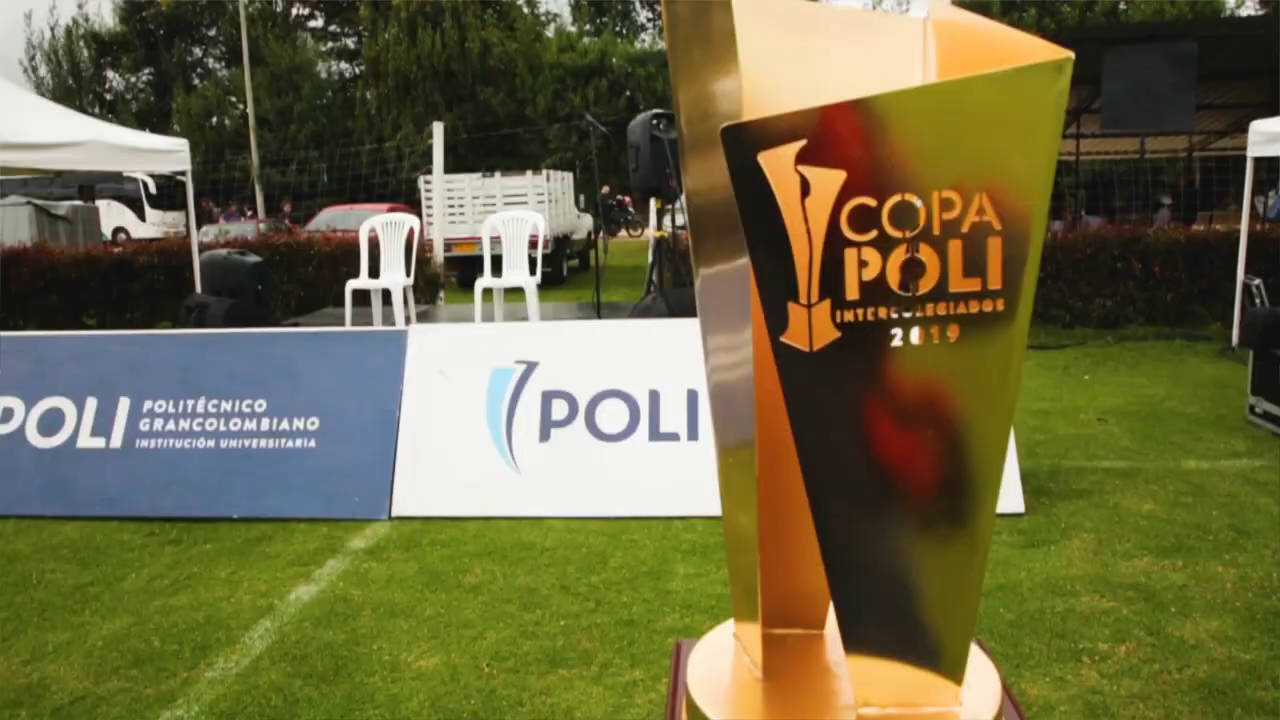 POLI
POLITÉCNICO
GRANCOLOMBIANO
INSTITUCIÓN UNIVERSITARIA
POLI
COPA
POLI
INTERCOLEGIADOS
2019